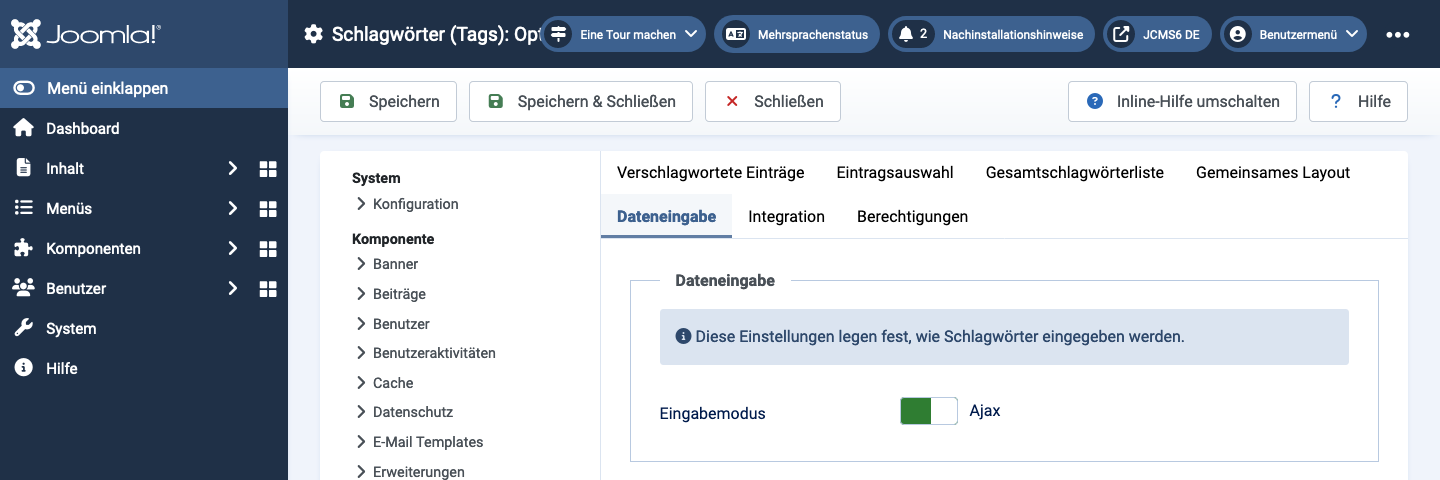 Joomla!®
Schlagwörter (Tags): Opt
Eine Tour machen
Mehrsprachenstatus
2 Nachinstallationshinweise
JCMS6 DE
Benutzermenü
Menü einklappen
Dashboard
Inhalt
Menüs
Komponenten
Benutzer
System
Hilfe
Speichern
Speichern & Schließen
Schließen
Inline-Hilfe umschalten
Hilfe
System
Konfiguration
Komponente
Banner
Beiträge
Benutzer
Benutzeraktivitäten
Cache
Datenschutz
E-Mail Templates
Erweiterungen
Verschlagwortete Einträge
Eintragsauswahl
Gesamtschlagwörterliste
Gemeinsames Layout
Dateneingabe
Integration
Berechtigungen
Dateneingabe
Diese Einstellungen legen fest, wie Schlagwörter eingegeben werden.
Eingabemodus
Ajax